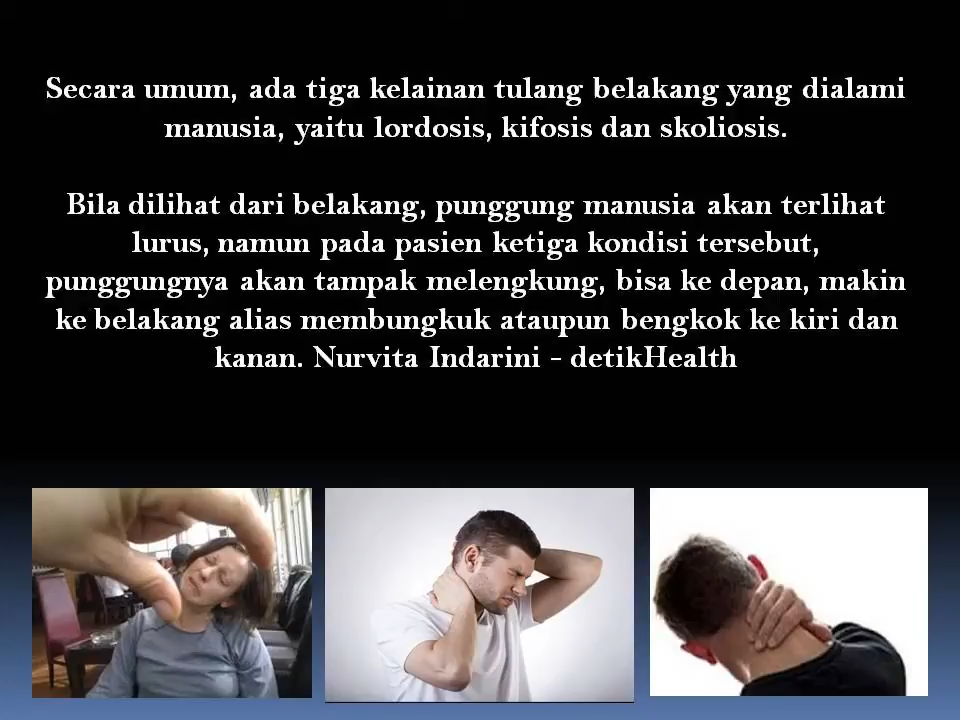 Secara umum, ada tiga kelainan tulang belakang yang dialami
manusia, yaitu lordosis, kifosis dan skoliosis.
Bila dilihat dari belakang, punggung manusia akan terlihat
lurus, namun pada pasien ketiga kondisi tersebut,
punggungnya akan tampak melengkung, bisa ke depan, makin
ke belakang alias membungkuk ataupun bengkok ke kiri dan
kanan. Nurvita Indarini - detikHealth